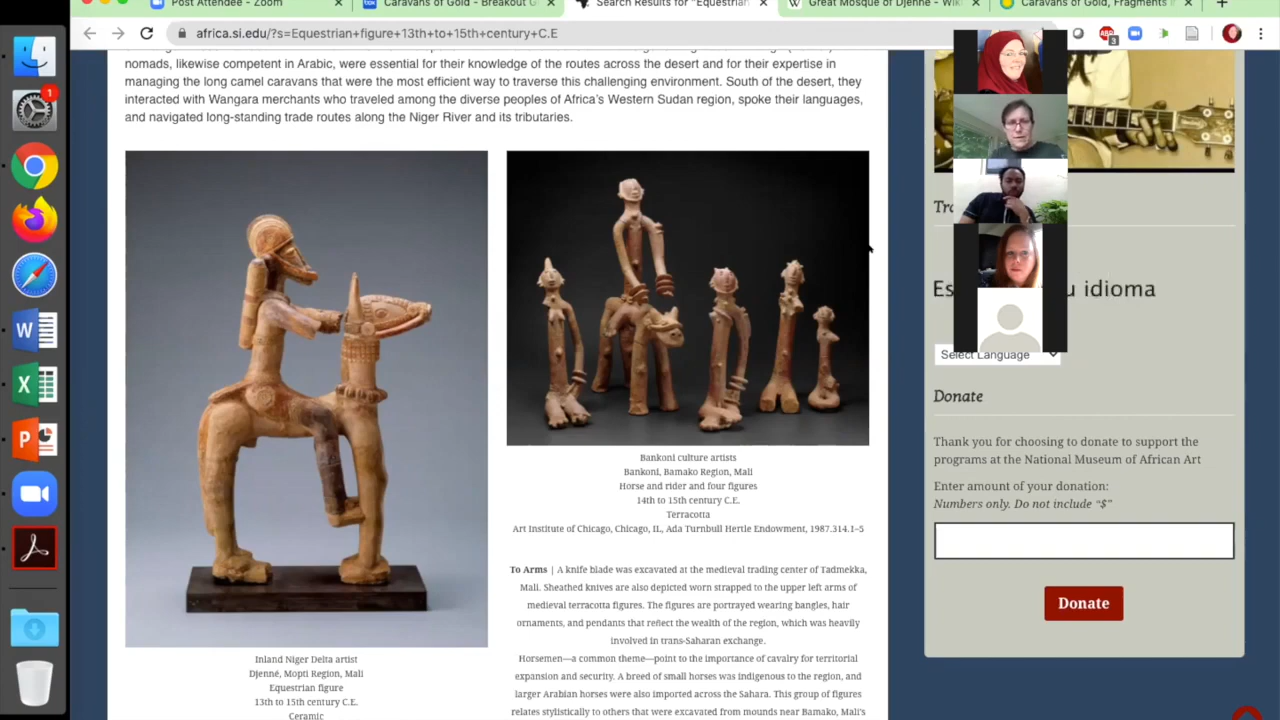 Post Attendee - Zoom
Caravans of Gold - Breakout G
Search Results for "Equestrian
Great Mosque of Djenné - Wiki
Caravans of Gold, Fragments i
africa.si.edu/?s=Equestrian+figure+13th+to+15th+century+C.E
ABP
3
1
nomads, likewise competent in Arabic, were essential for their knowledge of the routes across the desert and for their expertise in
managing the long camel caravans that were the most efficient way to traverse this challenging environment. South of the desert, they
interacted with Wangara merchants who traveled among the diverse peoples of Africa's Western Sudan region, spoke their languages,
and navigated long-standing trade routes along the Niger River and its tributaries.
Inland Niger Delta artist
Djenné, Mopti Region, Mali
Equestrian figure
13th to 15th century C.E.
Ceramic
Bankoni culture artists
Bankoni, Bamako Region, Mali
Horse and rider and four figures
14th to 15th century C.E.
Terracotta
Art Institute of Chicago, Chicago, IL, Ada Turnbull Hertle Endowment, 1987.314.1–5
To Arms | A knife blade was excavated at the medieval trading center of Tadmekka,
Mali. Sheathed knives are also depicted worn strapped to the upper left arms of
medieval terracotta figures. The figures are portrayed wearing bangles, hair
ornaments, and pendants that reflect the wealth of the region, which was heavily
involved in trans-Saharan exchange.
Horsemen—a common theme—point to the importance of cavalry for territorial
expansion and security. A breed of small horses was indigenous to the region, and
larger Arabian horses were also imported across the Sahara. This group of figures
relates stylistically to others that were excavated from mounds near Bamako, Mali's
Tr
Es u idioma
Select Language
Donate
Thank you for choosing to donate to support the
programs at the National Museum of African Art
Enter amount of your donation:
Numbers only. Do not include "$"
Donate
W
X
P